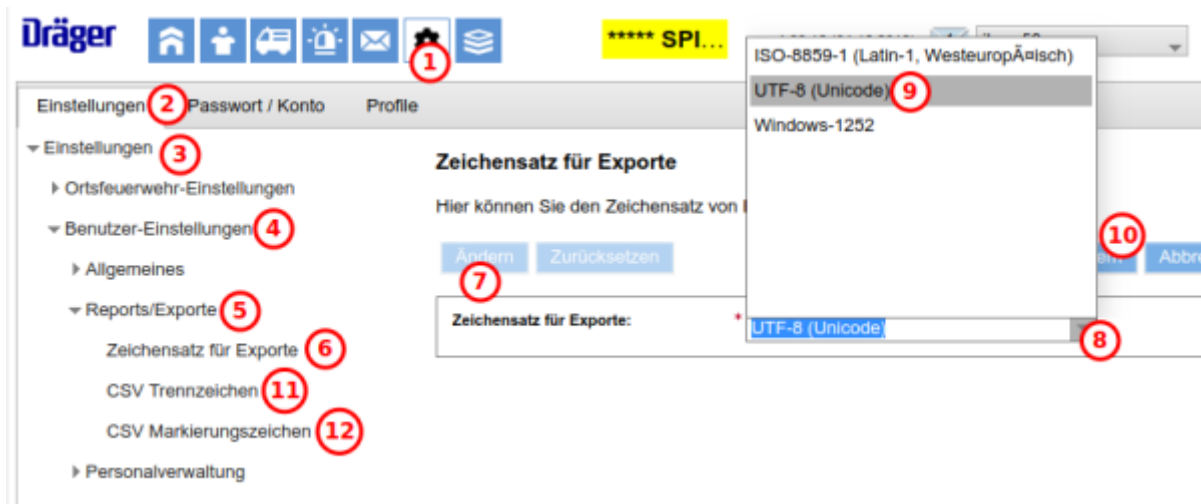 Dräger
***** SPI...
1
ISO-8859-1 (Latin-1, WesteuropÃ¤isch)
UTF-8 (Unicode) 9
Windows-1252
Einstellungen 2 Passwort / Konto Profile
Einstellungen 3
Ortsfeuerwehr-Einstellungen
Benutzer-Einstellungen 4
Allgemeines
Reports/Exporte 5
Zeichensatz für Exporte 6
CSV Trennzeichen 11
CSV Markierungszeichen 12
Personalverwaltung
Zeichensatz für Exporte
Hier können Sie den Zeichensatz von
10
Ändern Zurücksetzen Abbre
7
Zeichensatz für Exporte: * UTF-8 (Unicode) 8